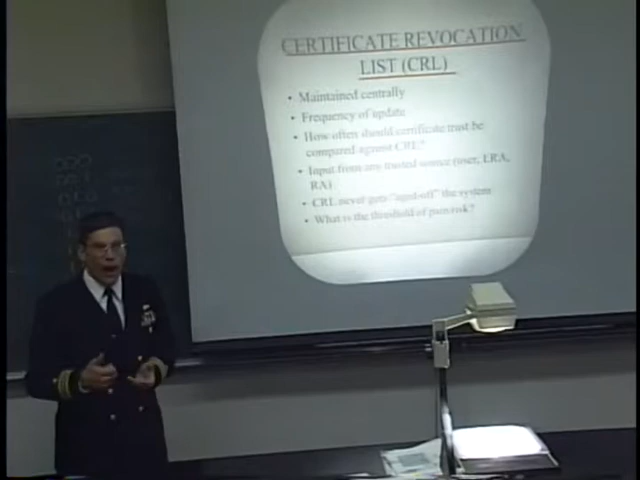 CERTIFICATE REVOCATION
LIST (CRL)
• Maintained centrally
• Frequency of update
• How often should certificate trust be
compared against CRL?
• Input from any trusted source (user, LRA,
RA)
• CRL never gets "aged-off" the system
• What is the threshold of pain/risk?